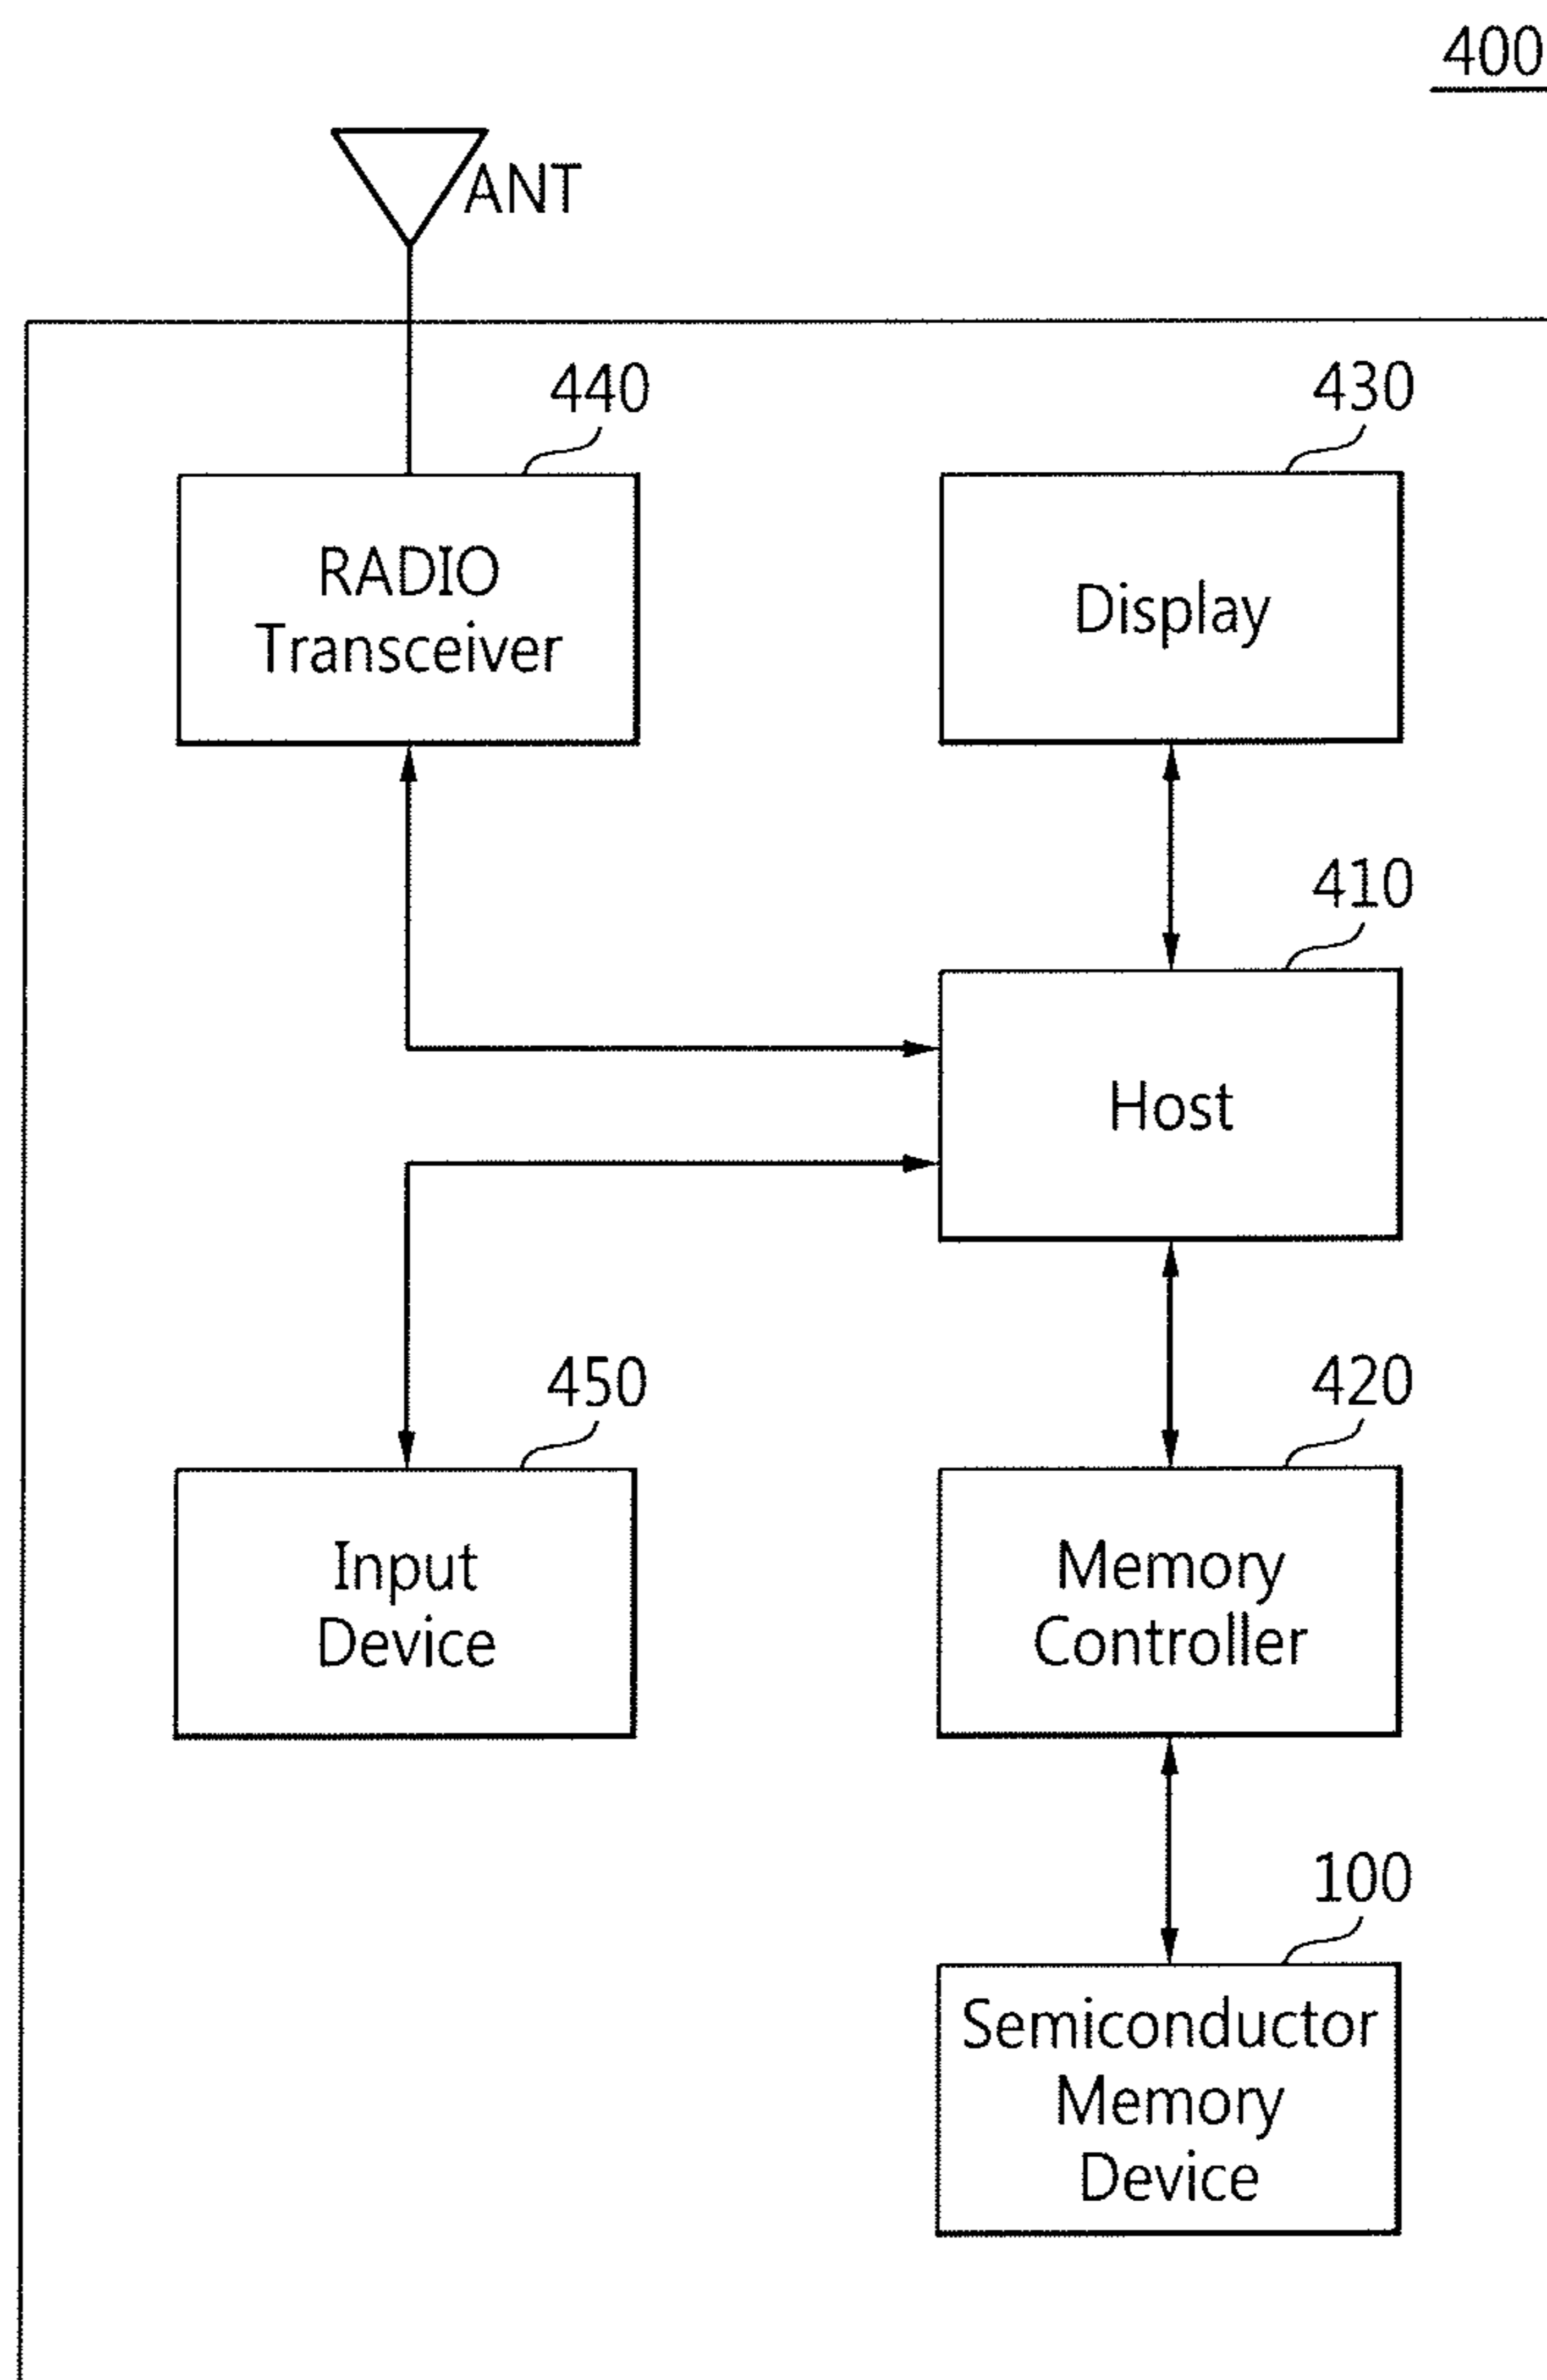 400
ANT
440
430
RADIO
Transceiver
Display
410
Host
450
420
Input
Device
Memory
Controller
100
Semiconductor
Memory
Device